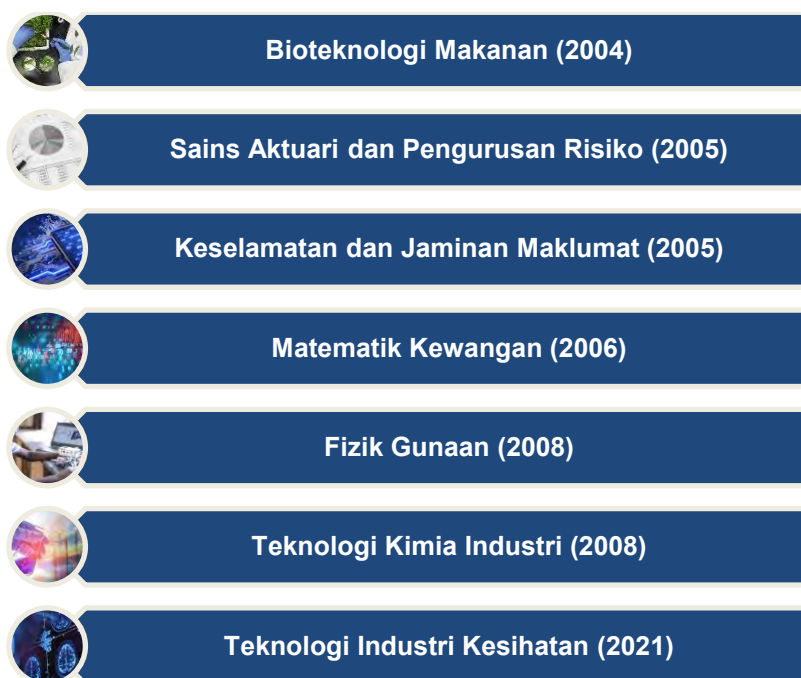 Bioteknologi Makanan (2004)
Sains Aktuari dan Pengurusan Risiko (2005)
Keselamatan dan Jaminan Maklumat (2005)
Matematik Kewangan (2006)
Fizik Gunaan (2008)
Teknologi Kimia Industri (2008)
Teknologi Industri Kesihatan (2021)